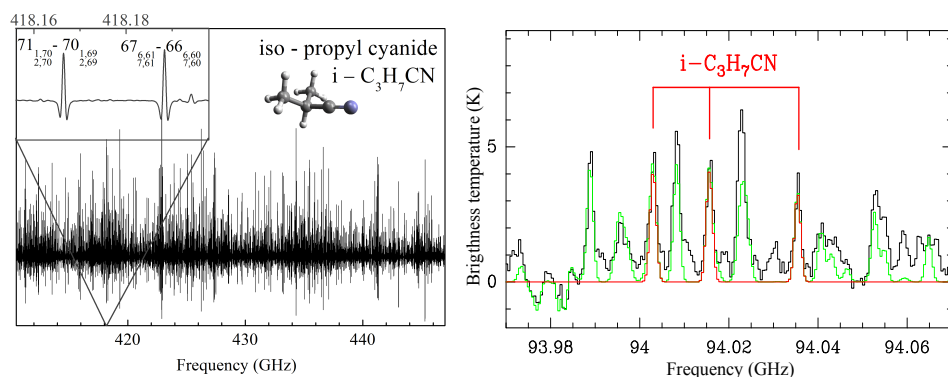 418.16 418.18
71 1,70 2,70 - 70 1,69 2,69 67 6,61 7,61 - 66 6,60 7,60
iso - propyl cyanide
i - C3H7CN
420 430 440
Frequency (GHz)
i-C3H7CN
Brigthness temperature (K)
5
0
93.98 94 94.02 94.04 94.06
Frequency (GHz)